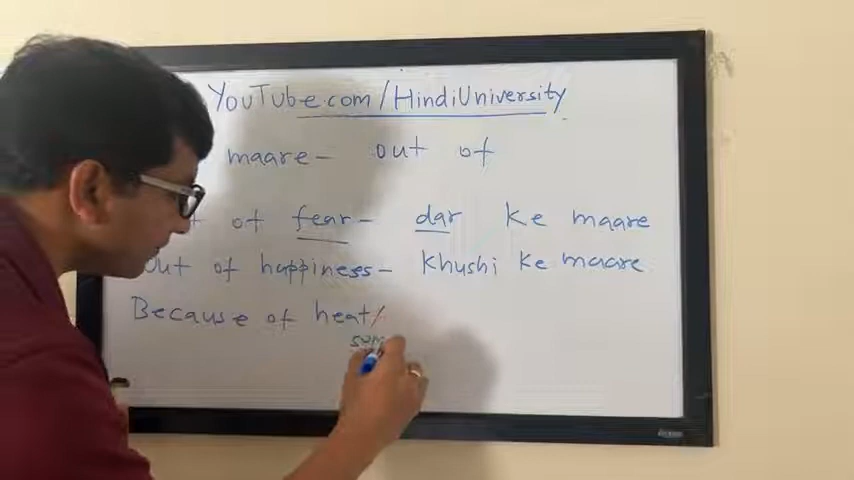 YouTube.com/HindiUniversity
maare - out of
of fear - dar ke maare
out of happiness - Khushi ke maare
Because of heat/